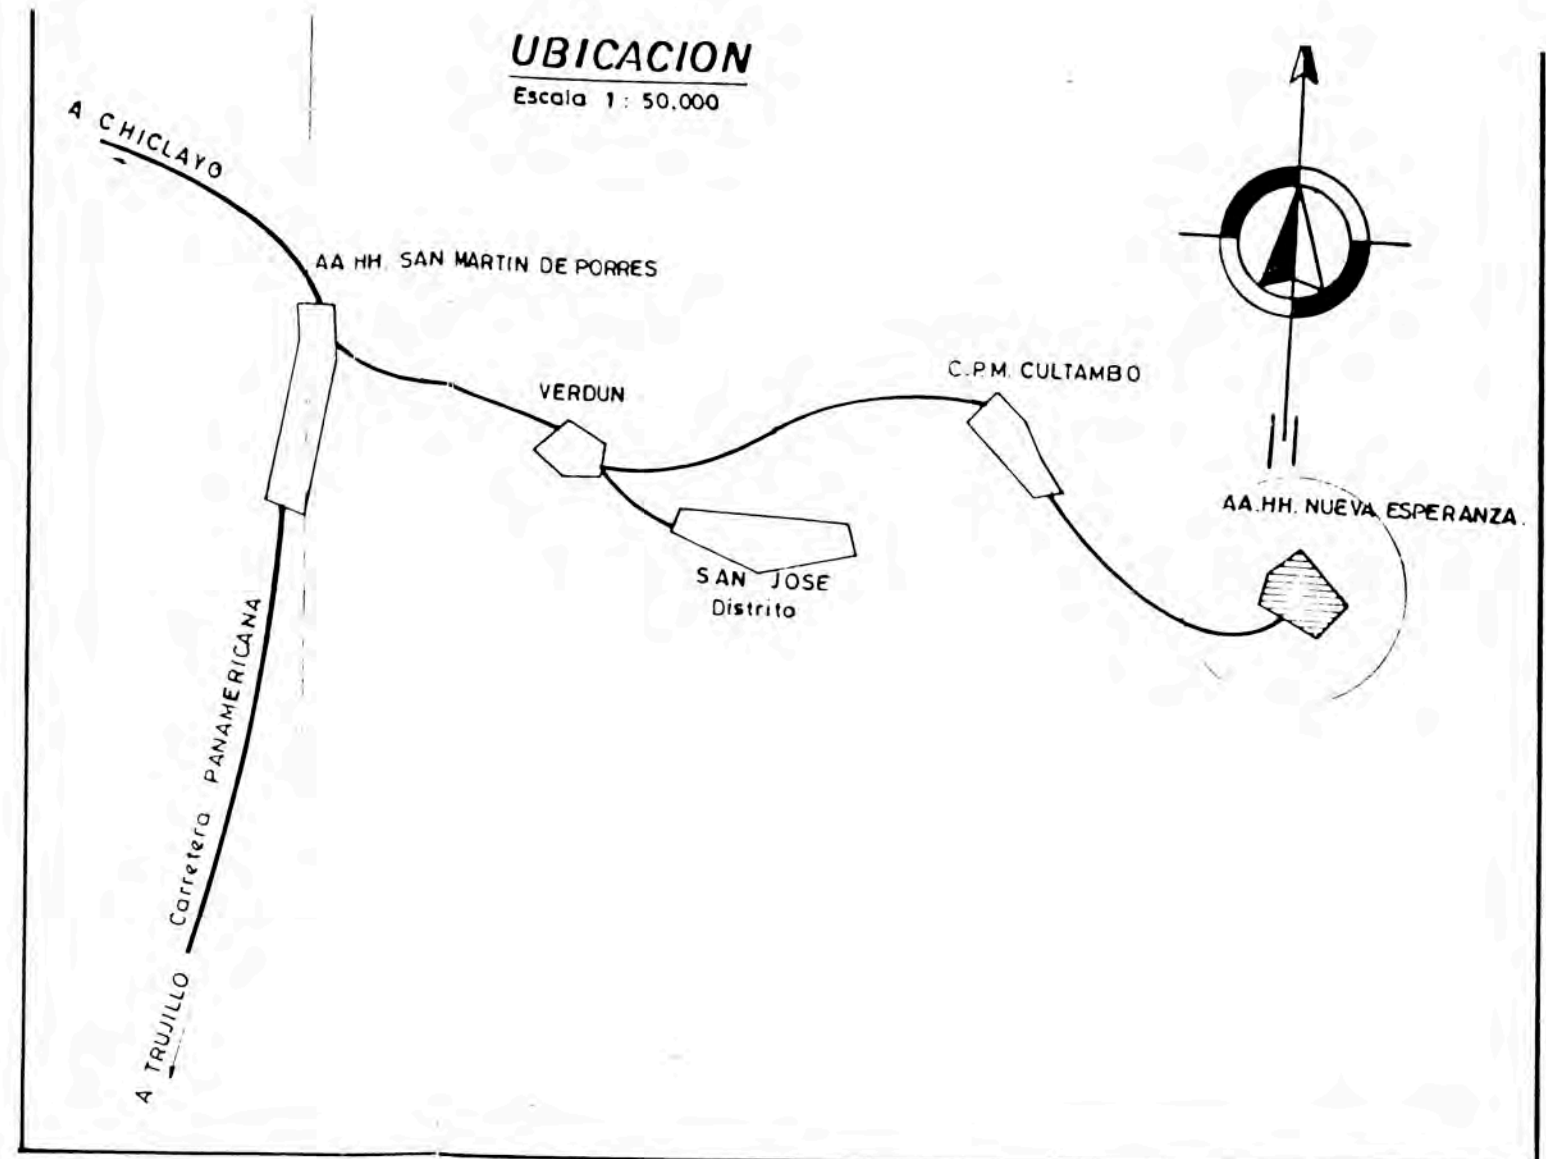 UBICACION
Escala 1: 50,000
A CHICLAYO
AA HH. SAN MARTIN DE PORRES
VERDUN
C.P.M. CULTAMBO
AA.HH. NUEVA ESPERANZA.
SAN JOSE
Distrito
Carretera PANAMERICANA
A TRUJILLO